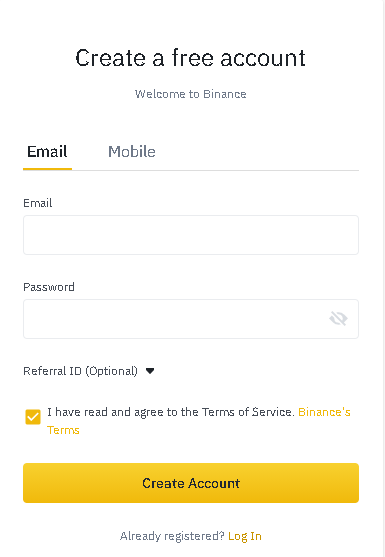 Create a free account
Welcome to Binance
Email Mobile
Email
Password
Referral ID (Optional)
I have read and agree to the Terms of Service. Binance's
Terms
Create Account
Already registered? Log In